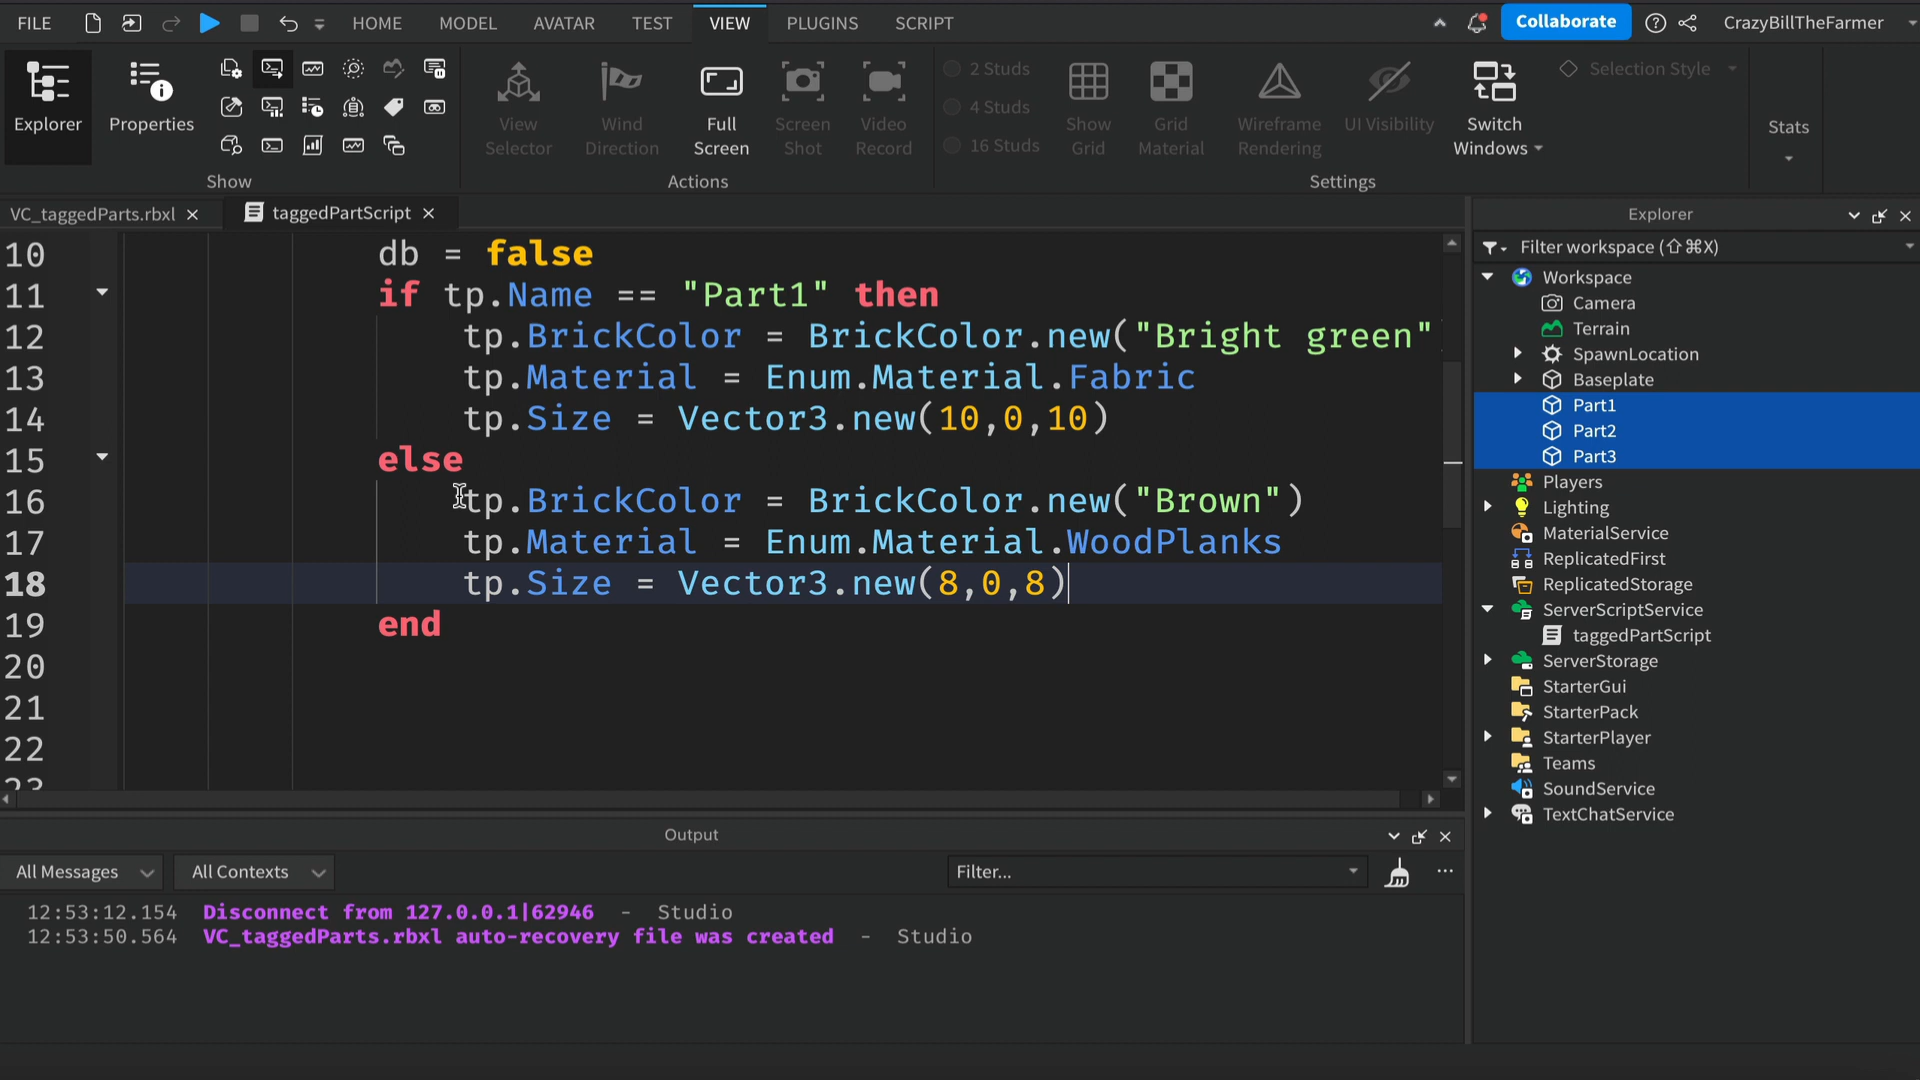 FILE HOME MODEL AVATAR TEST VIEW PLUGINS SCRIPT Collaborate CrazyBillTheFarmer
Explorer
Properties
Show
View
Selector
Wind
Direction
Full
Screen
Screen
Shot
Video
Record
Actions
2 Studs
4 Studs
16 Studs
Show
Grid
Grid
Material
Wireframe
Rendering
UI Visibility
Switch
Windows
Selection Style
Settings
Stats
VC_taggedParts.rbxl
taggedPartScript
10 db = false
11 if tp.Name == "Part1" then
12 tp.BrickColor = BrickColor.new("Bright green"
13 tp.Material = Enum.Material.Fabric
14 tp.Size = Vector3.new(10,0,10)
15 else
16 tp.BrickColor = BrickColor.new("Brown")
17 tp.Material = Enum.Material.WoodPlanks
18 tp.Size = Vector3.new(8,0,8)
19 end
20
21
22
23
Explorer
Filter workspace (⇧⌘X)
Workspace
Camera
Terrain
SpawnLocation
Baseplate
Part1
Part2
Part3
Players
Lighting
MaterialService
ReplicatedFirst
ReplicatedStorage
ServerScriptService
taggedPartScript
ServerStorage
StarterGui
StarterPack
StarterPlayer
Teams
SoundService
TextChatService
Output
All Messages All Contexts Filter... ...
12:53:12.154 Disconnect from 127.0.0.1|62946 - Studio
12:53:50.564 VC_taggedParts.rbxl auto-recovery file was created - Studio